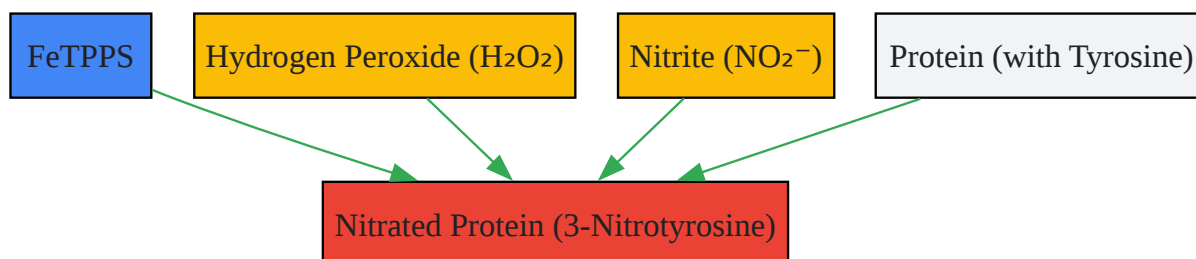 FeTPPS
Hydrogen Peroxide (H₂O₂)
Nitrite (NO₂⁻)
Protein (with Tyrosine)
Nitrated Protein (3-Nitrotyrosine)